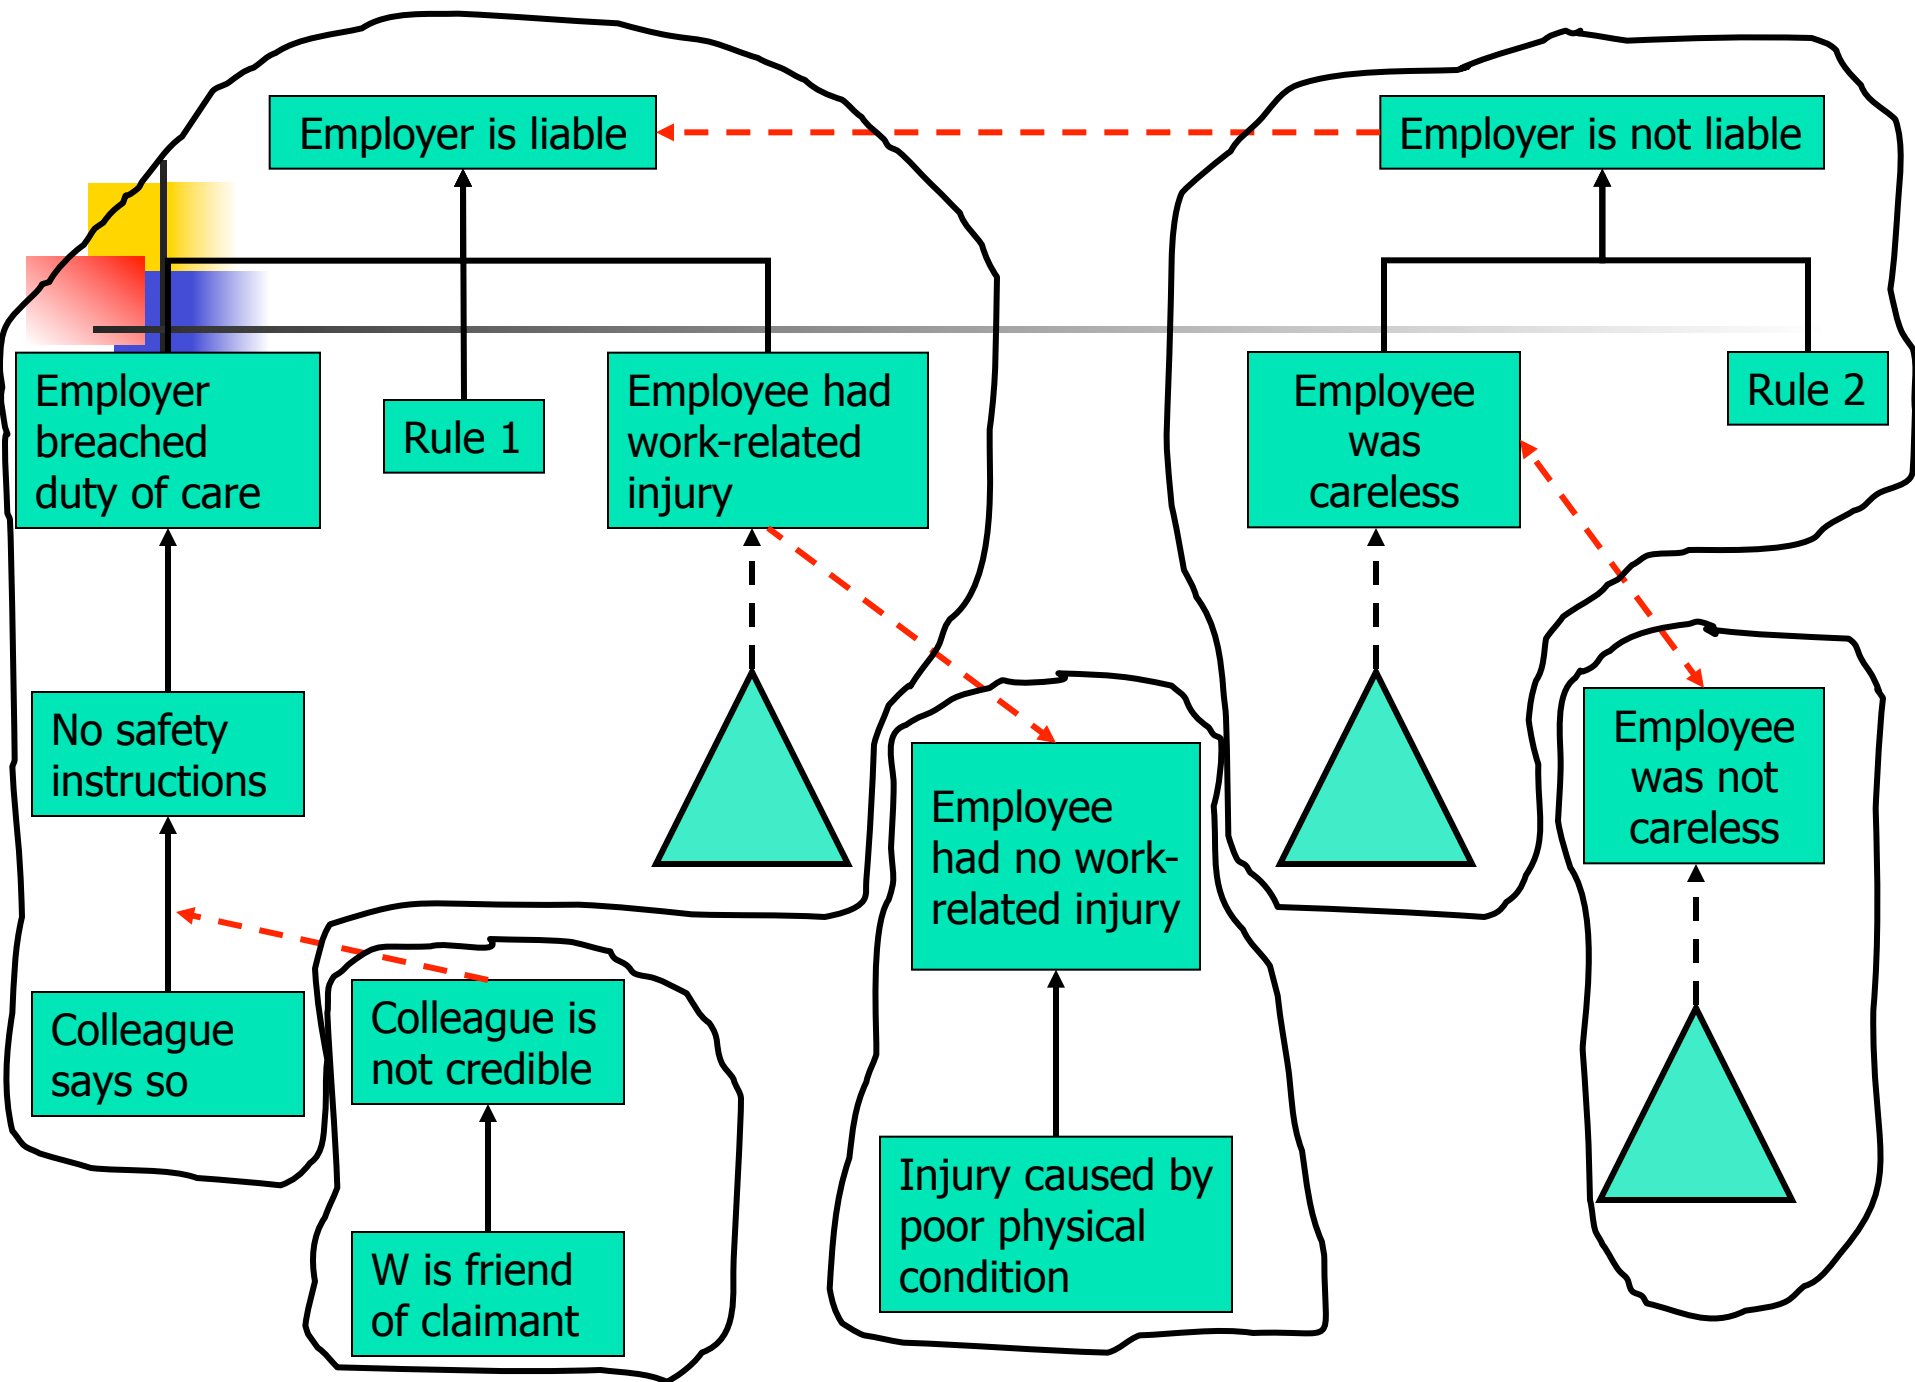 Employer is liable
Employer is not liable
Employer
breached
duty of care
Rule 1
Employee had
work-related
injury
Employee
was
careless
Rule 2
No safety
instructions
Employee
had no work-
related injury
Employee
was not
careless
Colleague
says so
Colleague is
not credible
Injury caused by
poor physical
condition
W is friend
of claimant